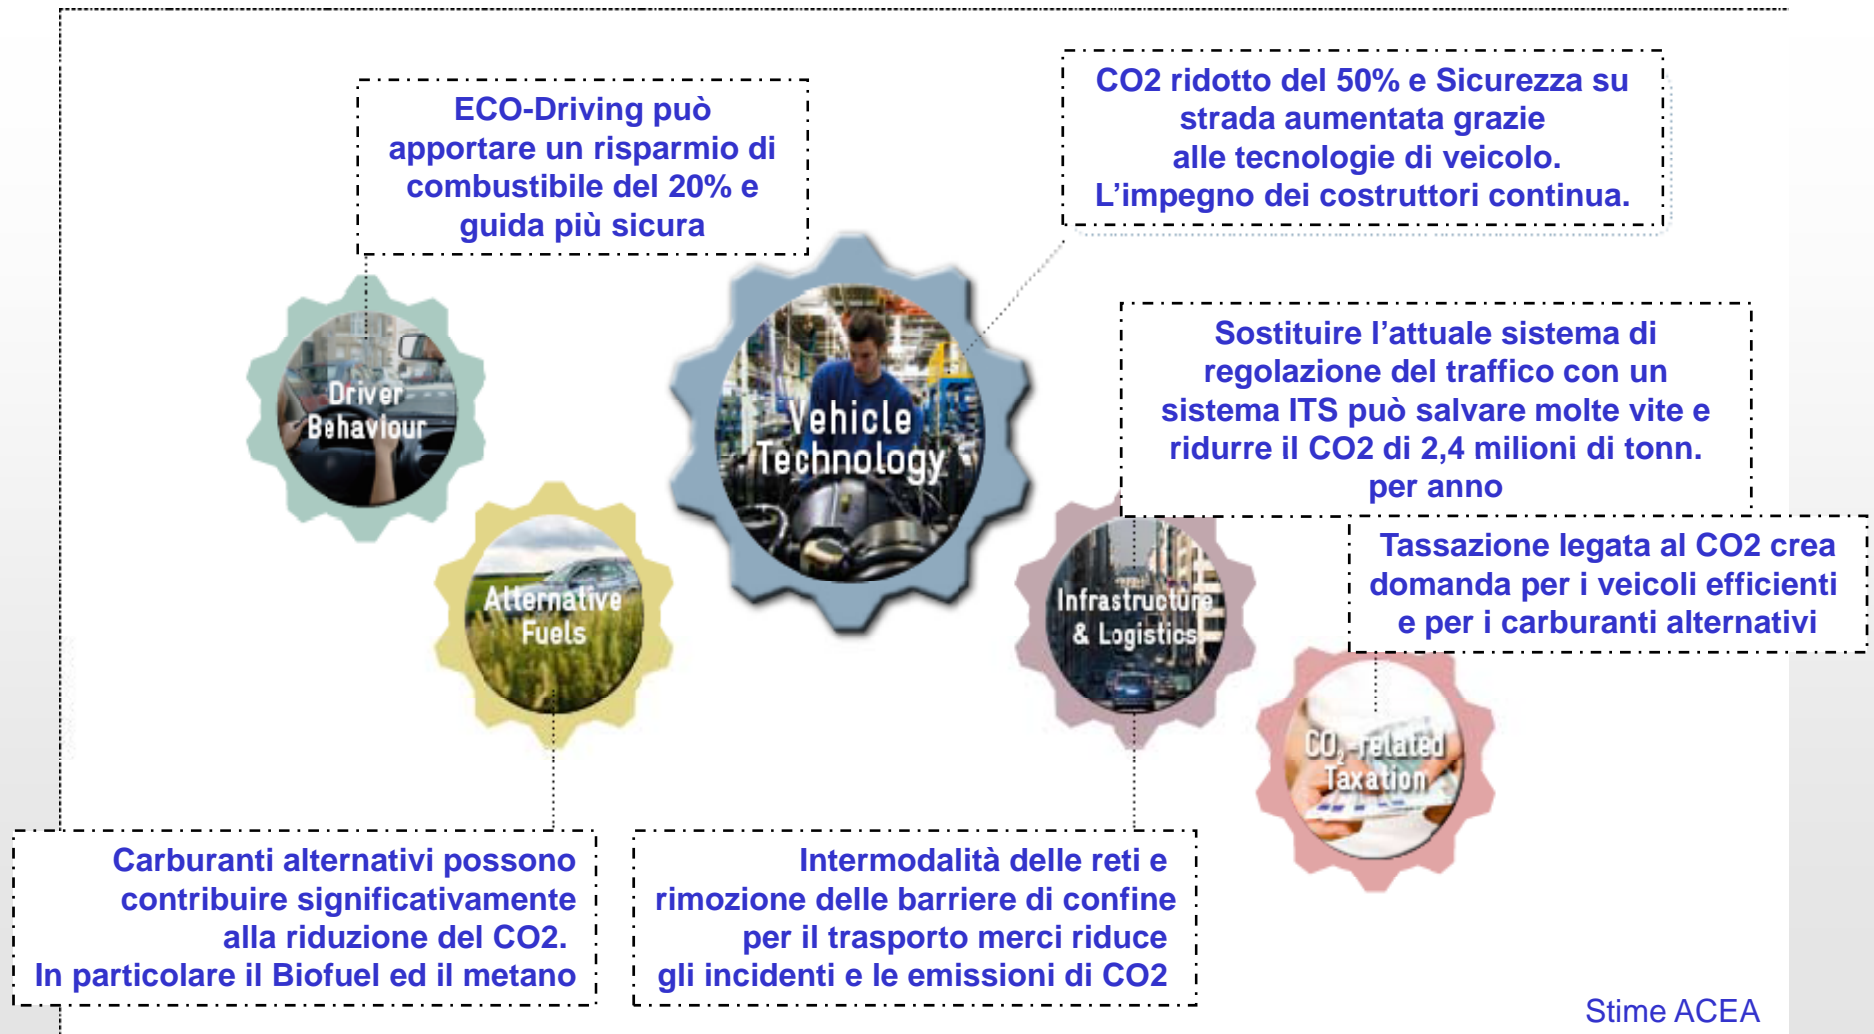 ECO-Driving può
apportare un risparmio di
combustibile del 20% e
guida più sicura
CO2 ridotto del 50% e Sicurezza su
strada aumentata grazie
alle tecnologie di veicolo.
L’impegno dei costruttori continua.
Driver
Behaviour
Vehicle
Technology
Sostituire l’attuale sistema di
regolazione del traffico con un
sistema ITS può salvare molte vite e
ridurre il CO2 di 2,4 milioni di tonn.
per anno
Alternative
Fuels
Infrastructure
& Logistics
Tassazione legata al CO2 crea
domanda per i veicoli efficienti
e per i carburanti alternativi
CO₂-related
Taxation
Carburanti alternativi possono
contribuire significativamente
alla riduzione del CO2.
In particolare il Biofuel ed il metano
Intermodalità delle reti e
rimozione delle barriere di confine
per il trasporto merci riduce
gli incidenti e le emissioni di CO2
Stime ACEA